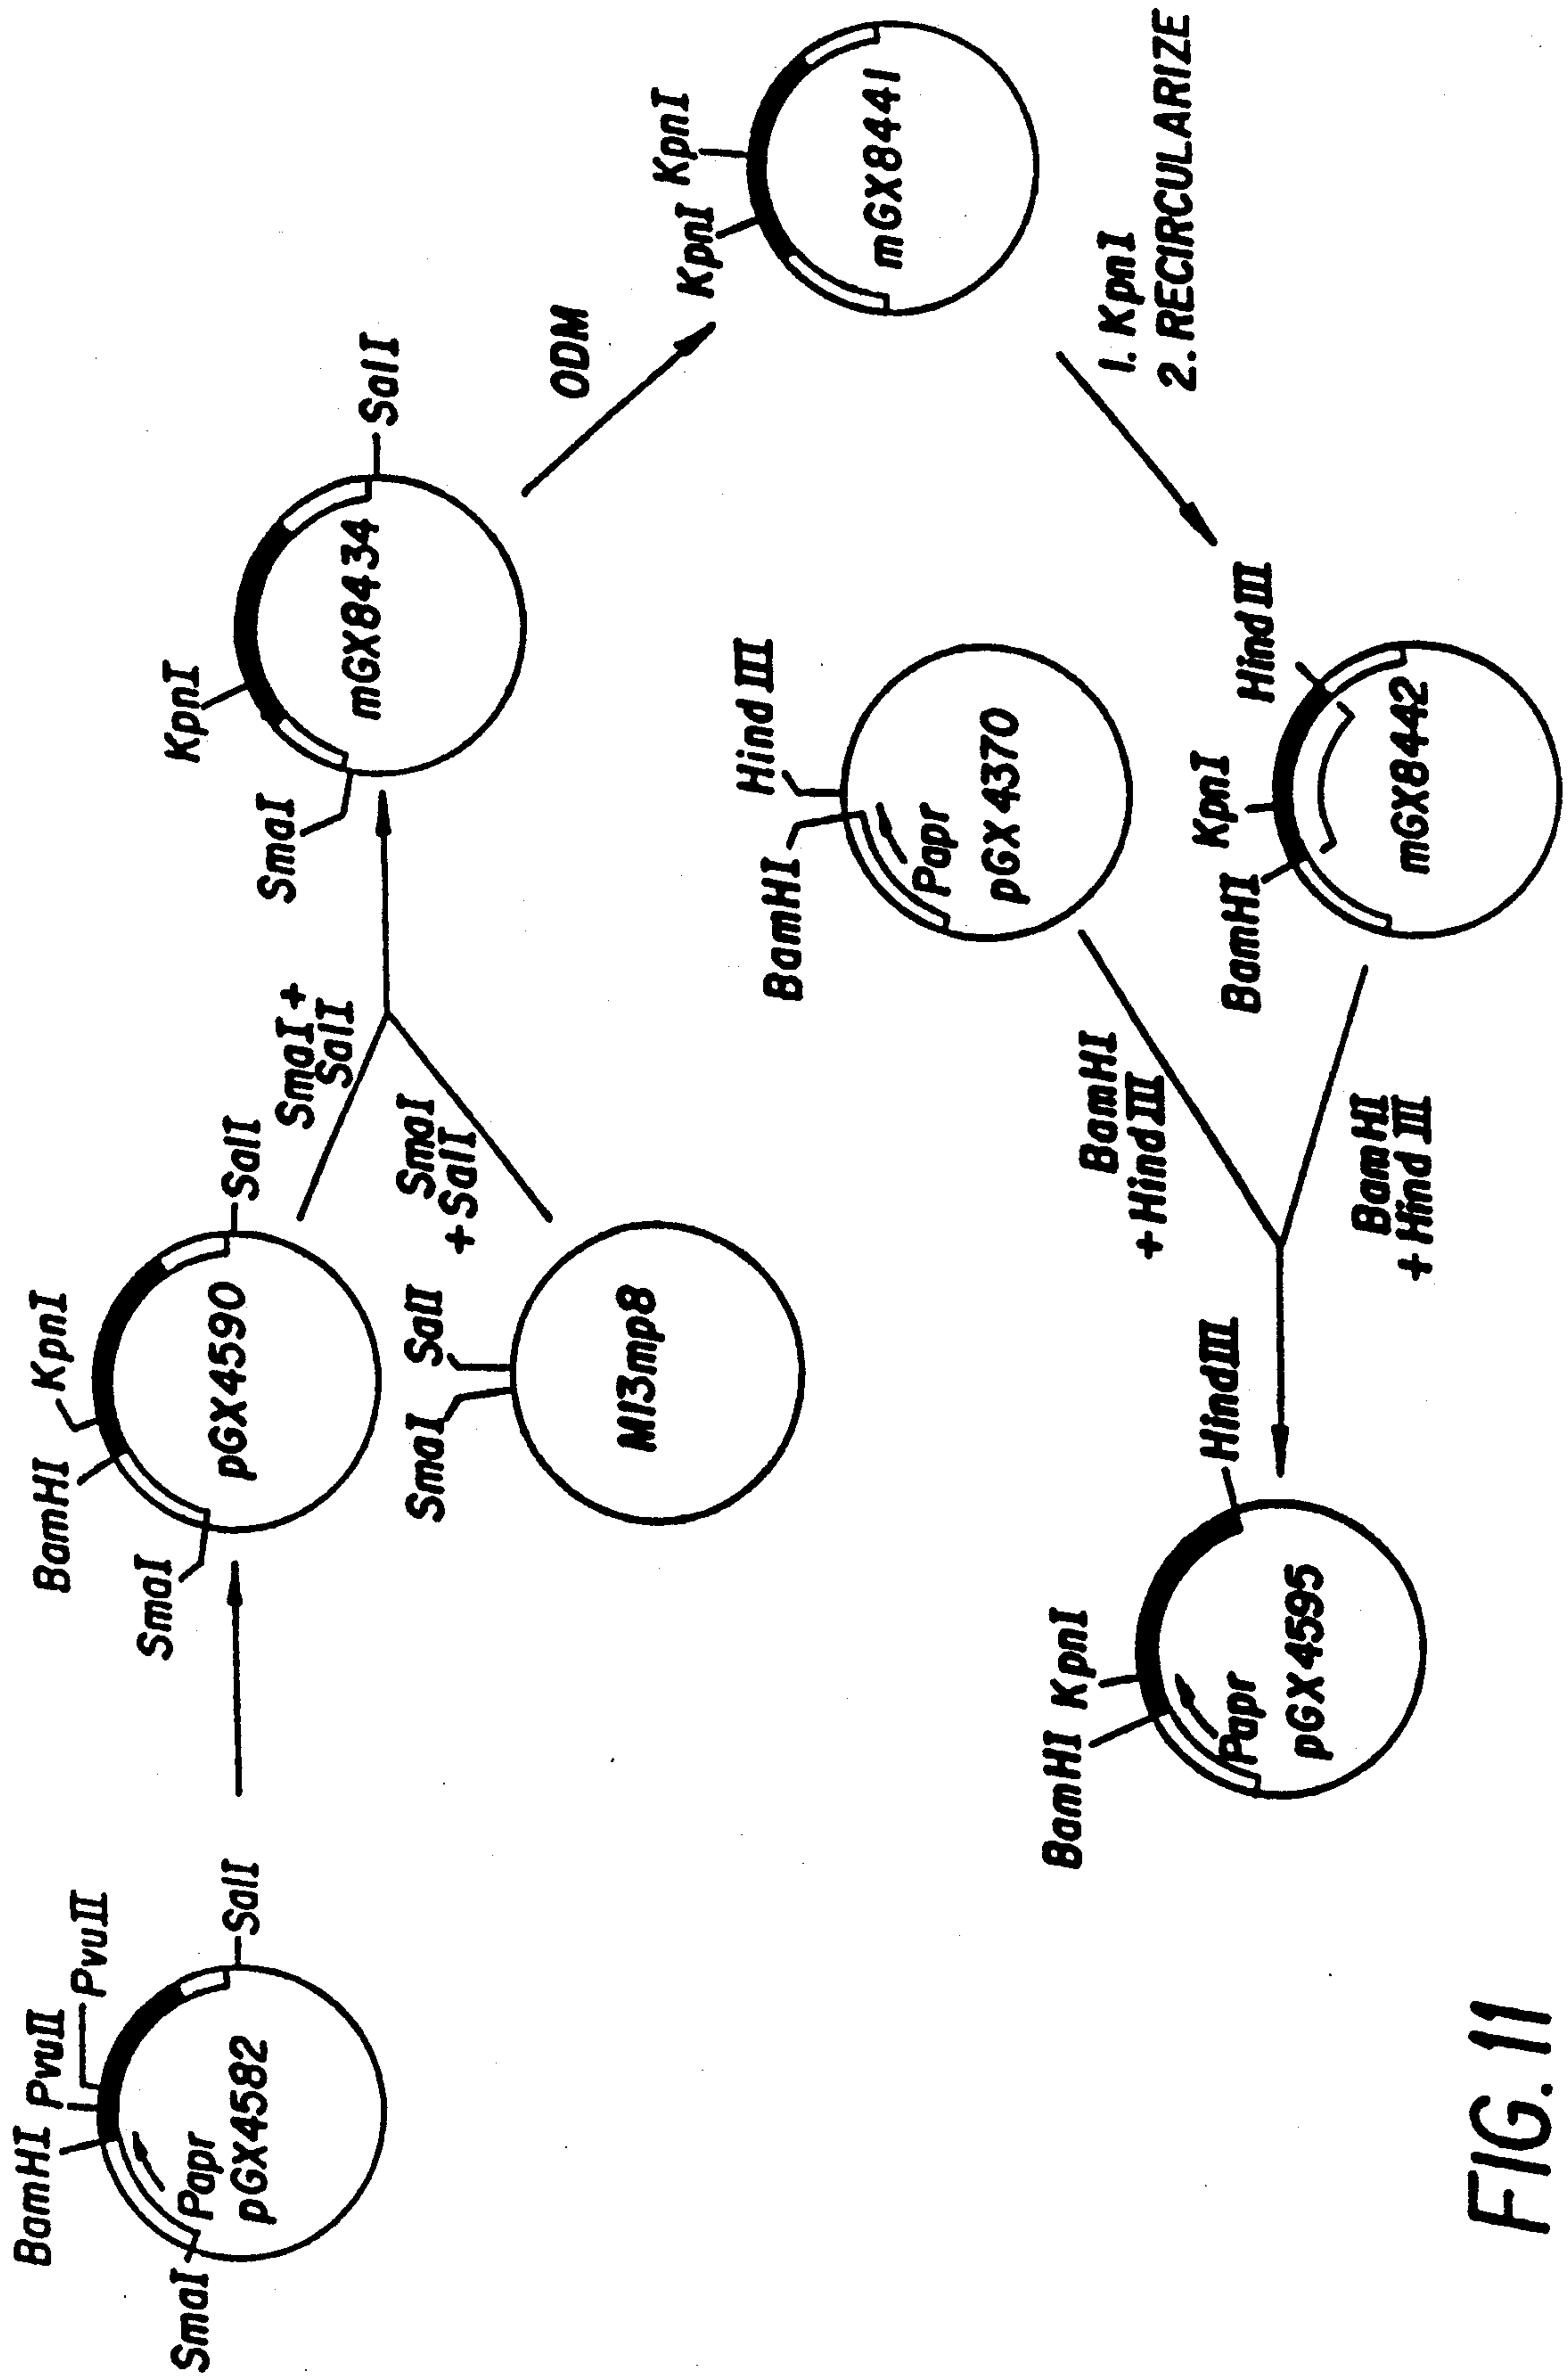 BamHI PvuII
PvuII
SmaI
SalI
Papr
pGX4582
BamHI
KpnI
SmaI
SalI
pGX4590
SmaI
SalI
M13mp8
SmaI +
SalI
SmaI
+ SalI
KpnI
SmaI
SalI
mGX8434
ODM
KpnI
KpnI
mGX8441
1. KpnI
2. RECIRCULARIZE
BamHI
KpnI
HindIII
mGX8442
BamHI
HindIII
Papr
pGX4370
BamHI
+ HindIII
BamHI
+ HindIII
BamHI
KpnI
HindIII
Papr
pGX4595
FIG. 11